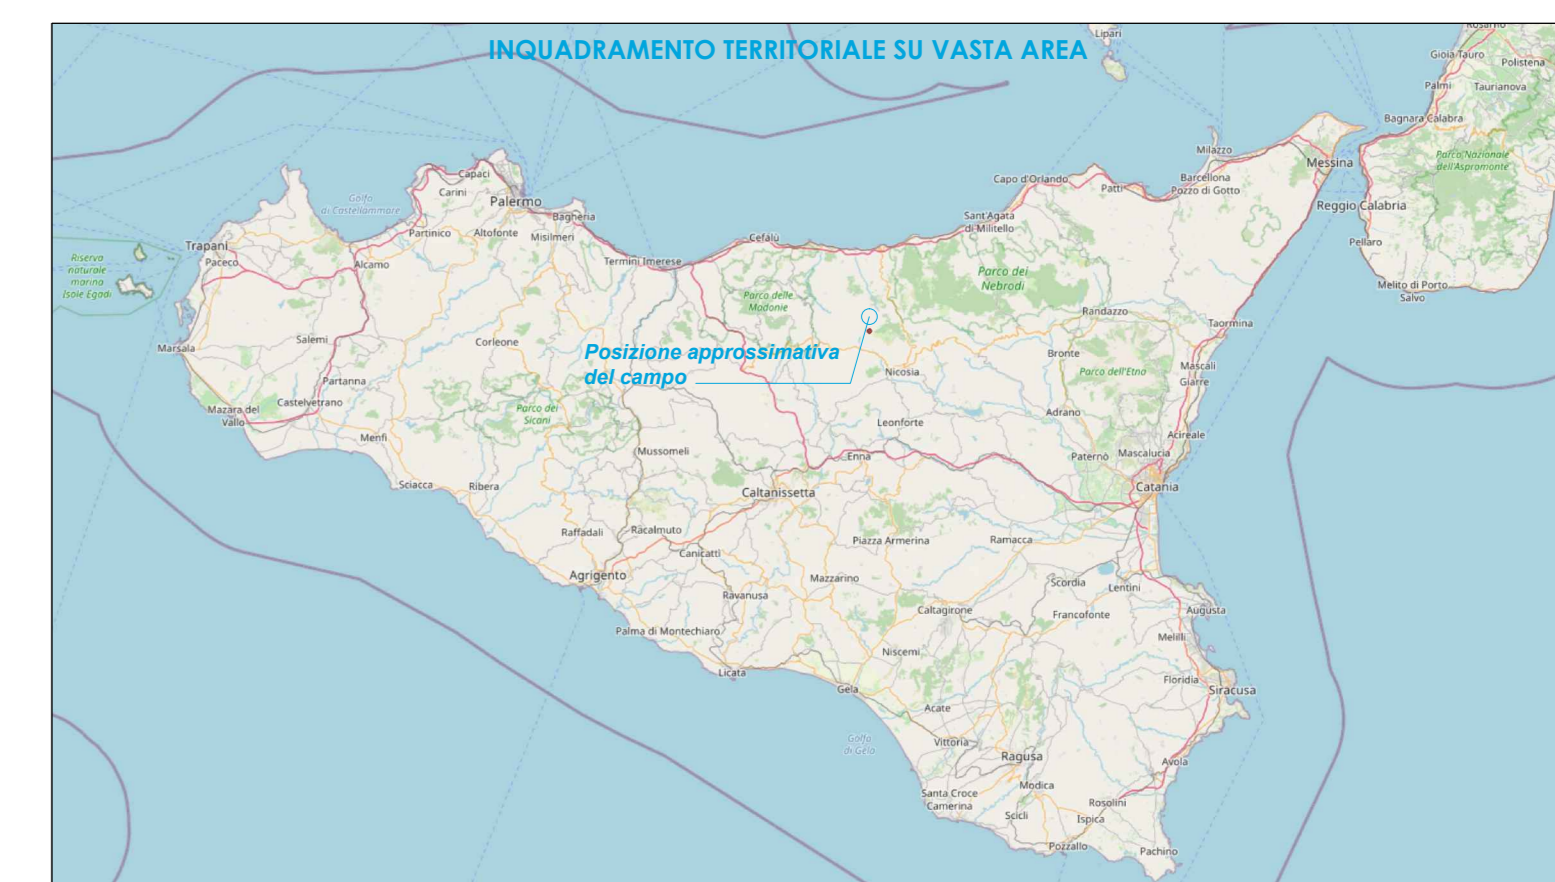 INQUADRAMENTO TERRITORIALE SU VASTA AREA
Lipari
Rosarno
Gioia Tauro
Polistena
Palmi
Taurianova
Bagnara Calabra
Milazzo
Messina
Parco Nazionale
dell'Aspromonte
Capaci
Carini
Golfo
di Castellammare
Palermo
Capo d'Orlando
Patti
Barcellona
Pozzo di Gotto
Reggio Calabria
Bagheria
Sant'Agata
di Militello
Partinico
Altofonte
Misilmeri
Cefalù
Pellaro
Trapani
Paceco
Alcamo
Termini Imerese
Riserva
naturale
marina
Isole Egadi
Parco dei
Nebrodi
Melito di Porto
Salvo
Parco delle
Madonie
Randazzo
Taormina
Marsala
Salemi
Corleone
Posizione approssimativa
del campo
Nicosia
Bronte
Parco dell'Etna
Mascali
Giarre
Partanna
Castelvetrano
Mazara del
Vallo
Parco dei
Sicani
Adrano
Leonforte
Menfi
Mussomeli
Enna
Paternò
Mascalucia
Acireale
Sciacca
Ribera
Caltanissetta
Catania
Raffadali
Racalmuto
Canicattì
Piazza Armerina
Ramacca
Agrigento
Mazzarino
Scordia
Lentini
Ravanusa
Caltagirone
Francofonte
Augusta
Palma di Montechiaro
Niscemi
Melilli
Licata
Gela
Floridia
Siracusa
Acate
Golfo
di Gela
Vittoria
Ragusa
Avola
Santa Croce
Camerina
Modica
Rosolini
Scicli
Ispica
Pozzallo
Pachino